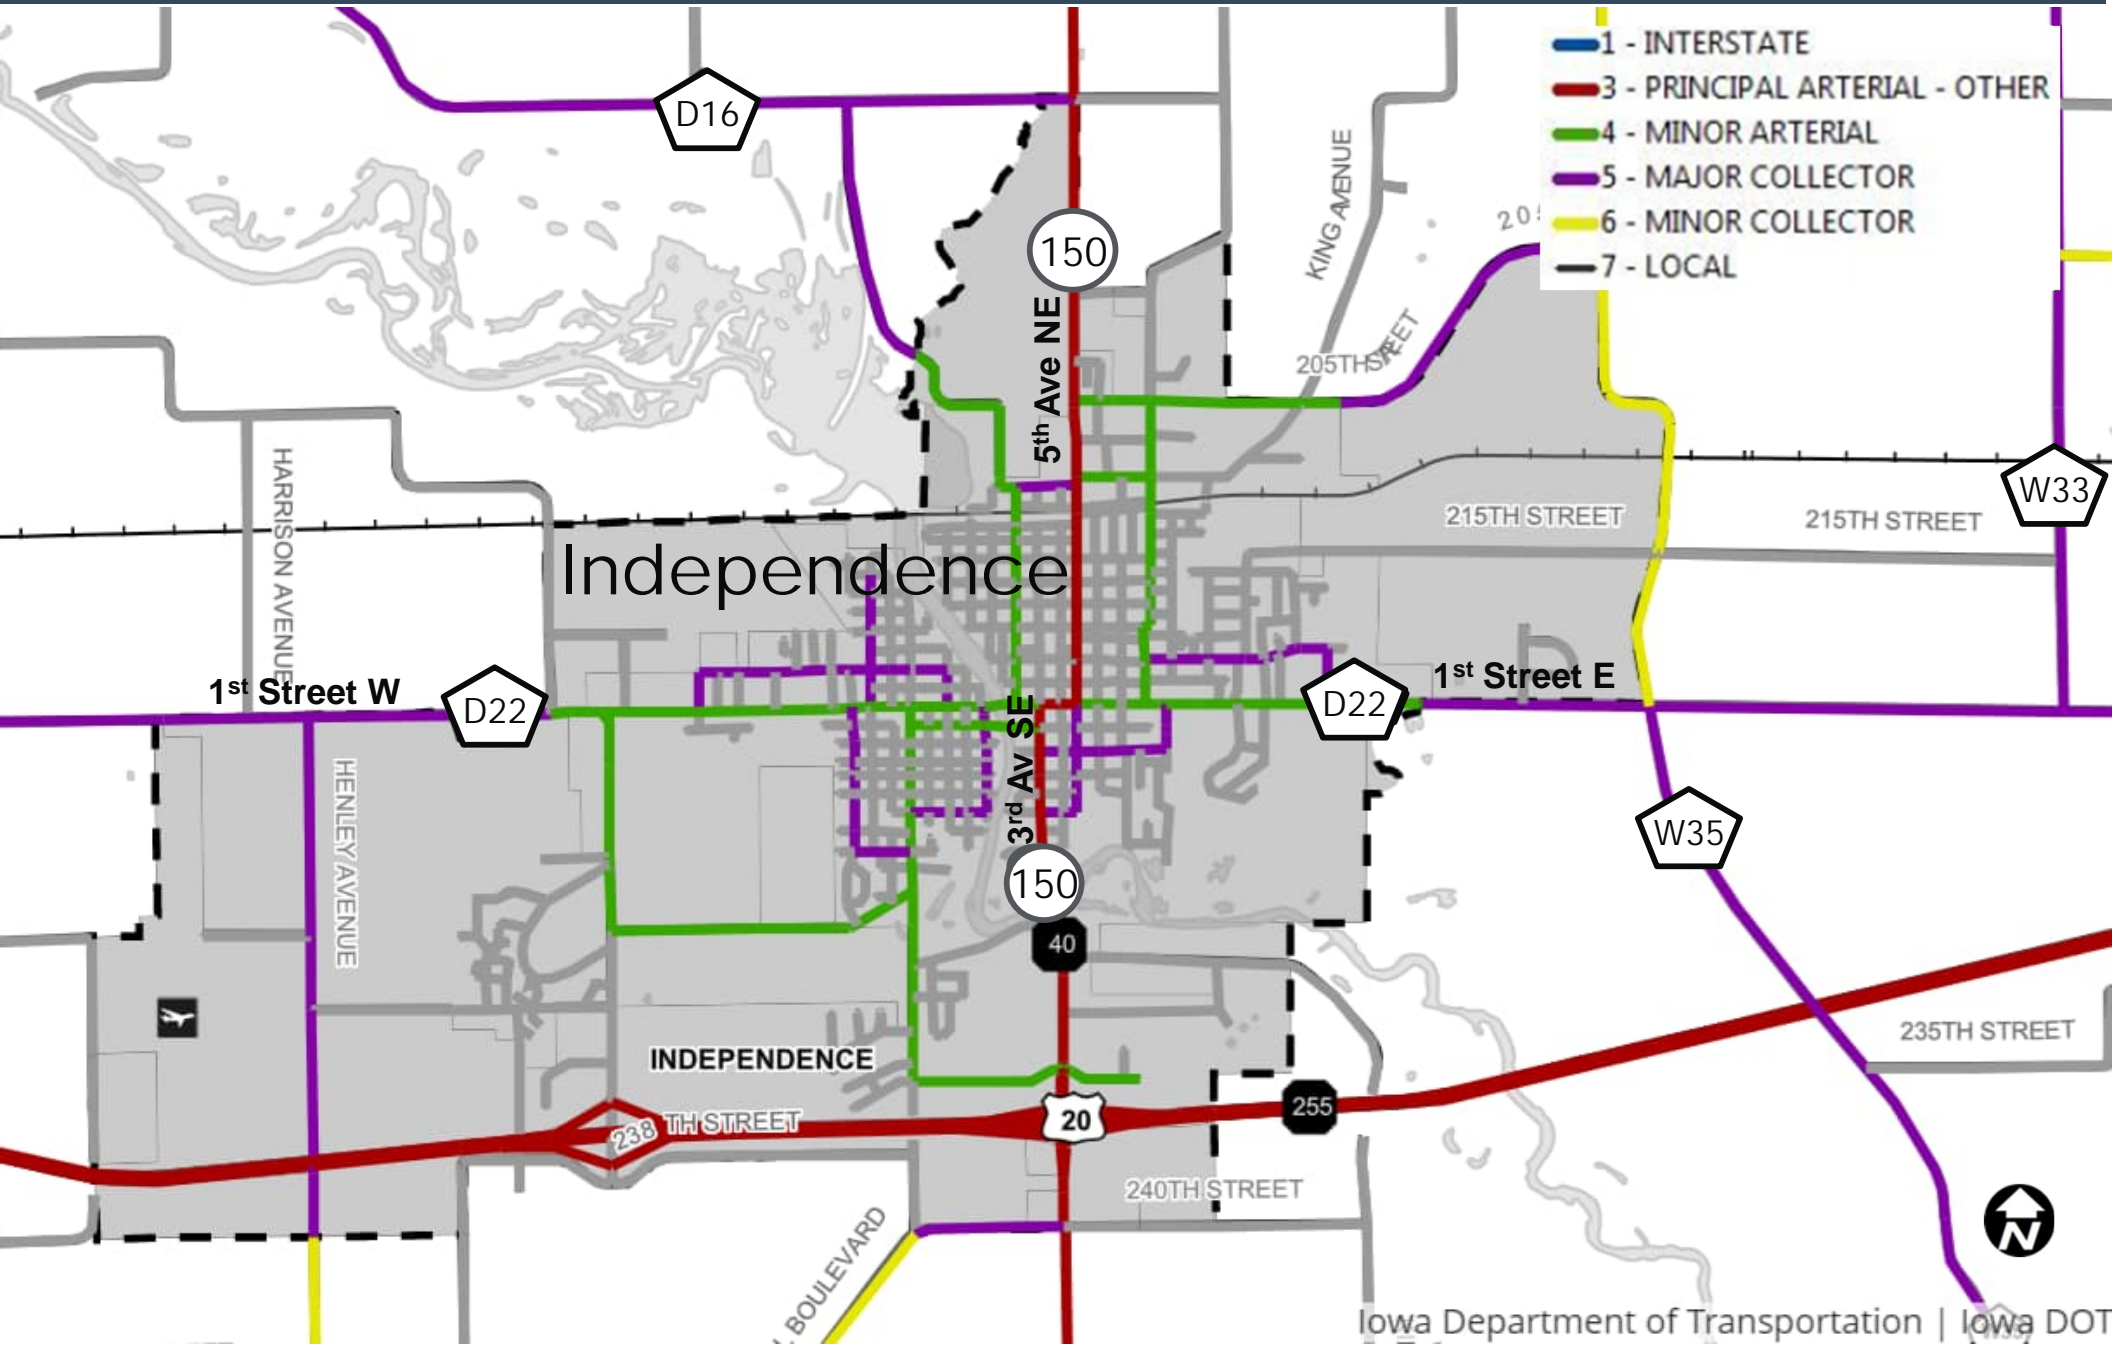 1 - INTERSTATE
3 - PRINCIPAL ARTERIAL - OTHER
4 - MINOR ARTERIAL
5 - MAJOR COLLECTOR
6 - MINOR COLLECTOR
7 - LOCAL
D16
KING AVENUE
150
5th Ave NE
205TH STREET
HARRISON AVENUE
W33
215TH STREET
215TH STREET
Independence
1st Street W
D22
D22
1st Street E
3rd Av SE
HENLEY AVENUE
W35
150
40
235TH STREET
INDEPENDENCE
238TH STREET
20
255
240TH STREET
BOULEVARD
N
Iowa Department of Transportation | Iowa DOT